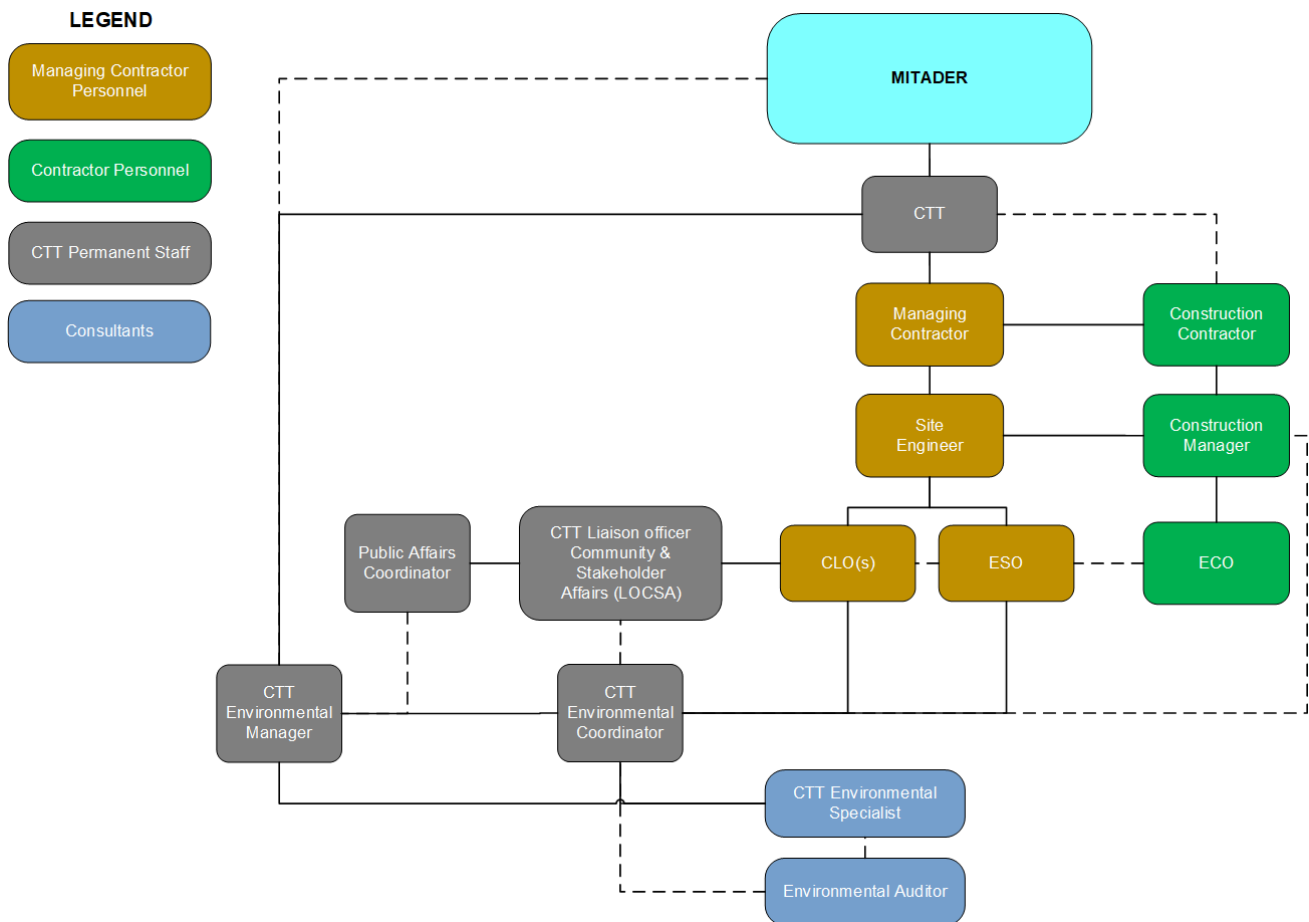 LEGEND
Managing Contractor
Personnel
Contractor Personnel
CTT Permanent Staff
Consultants
MITADER
CTT
Managing
Contractor
Construction
Contractor
Site
Engineer
Construction
Manager
Public Affairs
Coordinator
CTT Liaison officer
Community &
Stakeholder
Affairs (LOCSA)
CLO(s)
ESO
ECO
CTT
Environmental
Manager
CTT
Environmental
Coordinator
CTT Environmental
Specialist
Environmental Auditor